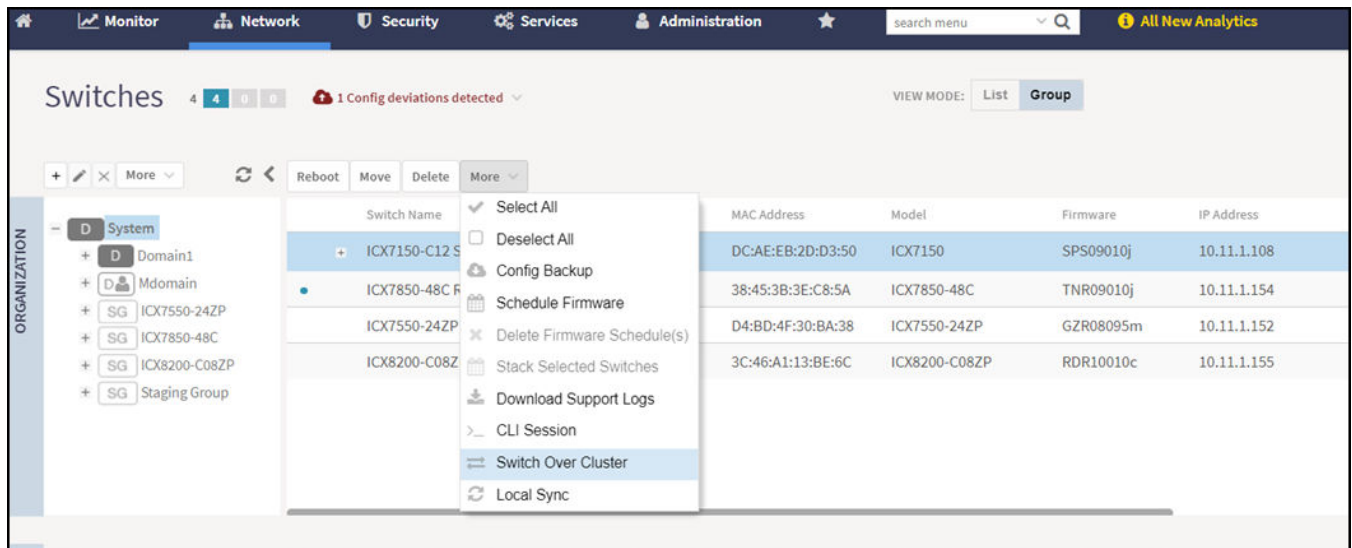 Monitor Network Security Services Administration search menu All New Analytics
Switches 4 4 0 0 1 Config deviations detected VIEW MODE: List Group
+ More Reboot Move Delete More
ORGANIZATION
D System
+ D Domain1
+ D Mdomain
+ SG ICX7550-24ZP
+ SG ICX7850-48C
+ SG ICX8200-C08ZP
+ SG Staging Group
Switch Name MAC Address Model Firmware IP Address
+ ICX7150-C12 S DC:AE:EB:2D:D3:50 ICX7150 SPS09010j 10.11.1.108
ICX7850-48C R 38:45:3B:3E:C8:5A ICX7850-48C TNR09010j 10.11.1.154
ICX7550-24ZP D4:BD:4F:30:BA:38 ICX7550-24ZP GZR08095m 10.11.1.152
ICX8200-C08Z 3C:46:A1:13:BE:6C ICX8200-C08ZP RDR10010c 10.11.1.155
Select All
Deselect All
Config Backup
Schedule Firmware
Delete Firmware Schedule(s)
Stack Selected Switches
Download Support Logs
CLI Session
Switch Over Cluster
Local Sync